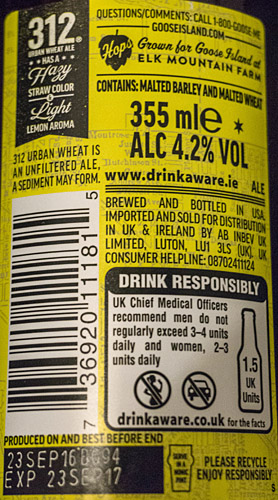 312®
URBAN WHEAT ALE
HAS A
Hazy
STRAW COLOR
&
Light
LEMON AROMA
312 URBAN WHEAT IS
AN UNFILTERED ALE.
A SEDIMENT MAY FORM.
QUESTIONS/COMMENTS: CALL 1-800-GOOSE-ME
GOOSEISLAND.COM
Hops
Grown for Goose Island at
ELK MOUNTAIN FARM
CONTAINS: MALTED BARLEY AND MALTED WHEAT
355 ml℮
ALC 4.2% VOL
www.drinkaware.ie
ALE
BREWED AND BOTTLED IN USA.
IMPORTED AND SOLD FOR DISTRIBUTION
IN UK & IRELAND BY AB INBEV UK
LIMITED, LUTON, LU1 3LS (UK). UK
CONSUMER HELPLINE: 08702411124
7 36920 11181 5
DRINK RESPONSIBLY
UK Chief Medical Officers
recommend men do not
regularly exceed 3–4 units
daily and women, 2–3
units daily
1.5
UK
Units
drinkaware.co.uk for the facts
PRODUCED ON AND BEST BEFORE END
23SEP16
EXP 23SEP17
SERVE
IN A
PINT
PLEASE RECYCLE
ENJOY RESPONSIBLY